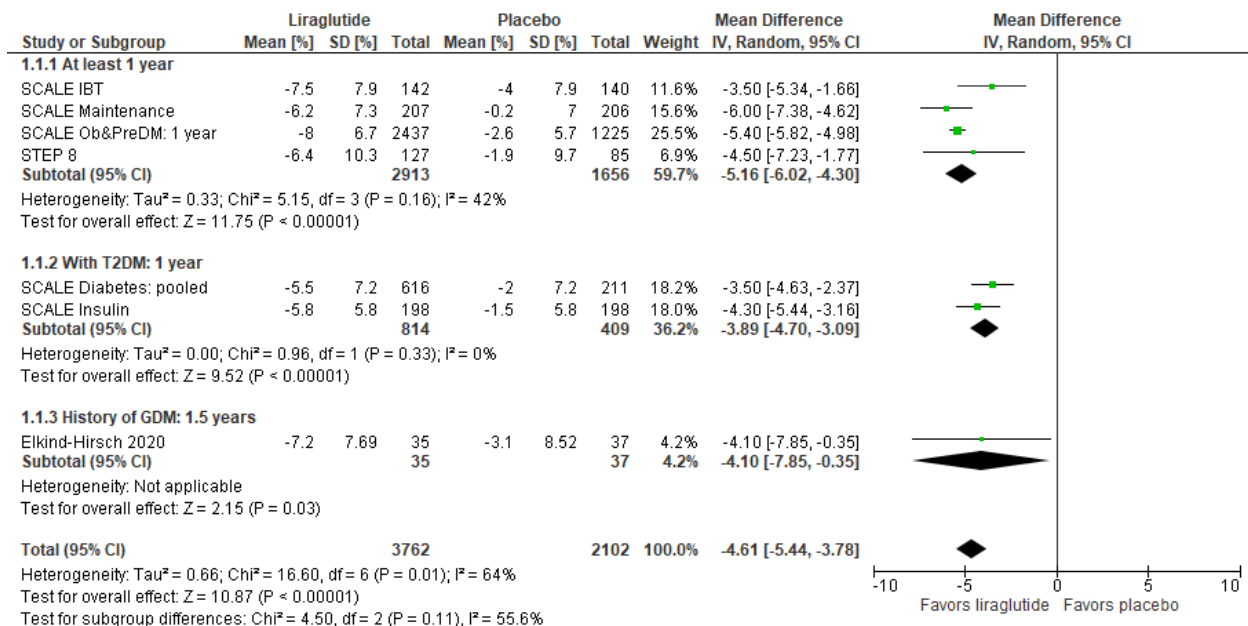 Liraglutide Placebo Mean Difference Mean Difference
Study or Subgroup Mean [%] SD [%] Total Mean [%] SD [%] Total Weight IV, Random, 95% CI IV, Random, 95% CI
1.1.1 At least 1 year
SCALE IBT -7.5 7.9 142 -4 7.9 140 11.6% -3.50 [-5.34, -1.66]
SCALE Maintenance -6.2 7.3 207 -0.2 7 206 15.6% -6.00 [-7.38, -4.62]
SCALE Ob&PreDM: 1 year -8 6.7 2437 -2.6 5.7 1225 25.5% -5.40 [-5.82, -4.98]
STEP 8 -6.4 10.3 127 -1.9 9.7 85 6.9% -4.50 [-7.23, -1.77]
Subtotal (95% CI) 2913 1656 59.7% -5.16 [-6.02, -4.30]
Heterogeneity: Tau² = 0.33; Chi² = 5.15, df = 3 (P = 0.16); I² = 42%
Test for overall effect: Z = 11.75 (P < 0.00001)
1.1.2 With T2DM: 1 year
SCALE Diabetes: pooled -5.5 7.2 616 -2 7.2 211 18.2% -3.50 [-4.63, -2.37]
SCALE Insulin -5.8 5.8 198 -1.5 5.8 198 18.0% -4.30 [-5.44, -3.16]
Subtotal (95% CI) 814 409 36.2% -3.89 [-4.70, -3.09]
Heterogeneity: Tau² = 0.00; Chi² = 0.96, df = 1 (P = 0.33); I² = 0%
Test for overall effect: Z = 9.52 (P < 0.00001)
1.1.3 History of GDM: 1.5 years
Elkind-Hirsch 2020 -7.2 7.69 35 -3.1 8.52 37 4.2% -4.10 [-7.85, -0.35]
Subtotal (95% CI) 35 37 4.2% -4.10 [-7.85, -0.35]
Heterogeneity: Not applicable
Test for overall effect: Z = 2.15 (P = 0.03)
Total (95% CI) 3762 2102 100.0% -4.61 [-5.44, -3.78]
Heterogeneity: Tau² = 0.66; Chi² = 16.60, df = 6 (P = 0.01); I² = 64%
Test for overall effect: Z = 10.87 (P < 0.00001)
Test for subgroup differences: Chi² = 4.50, df = 2 (P = 0.11), I² = 55.6%
-10 -5 0 5 10
Favors liraglutide Favors placebo